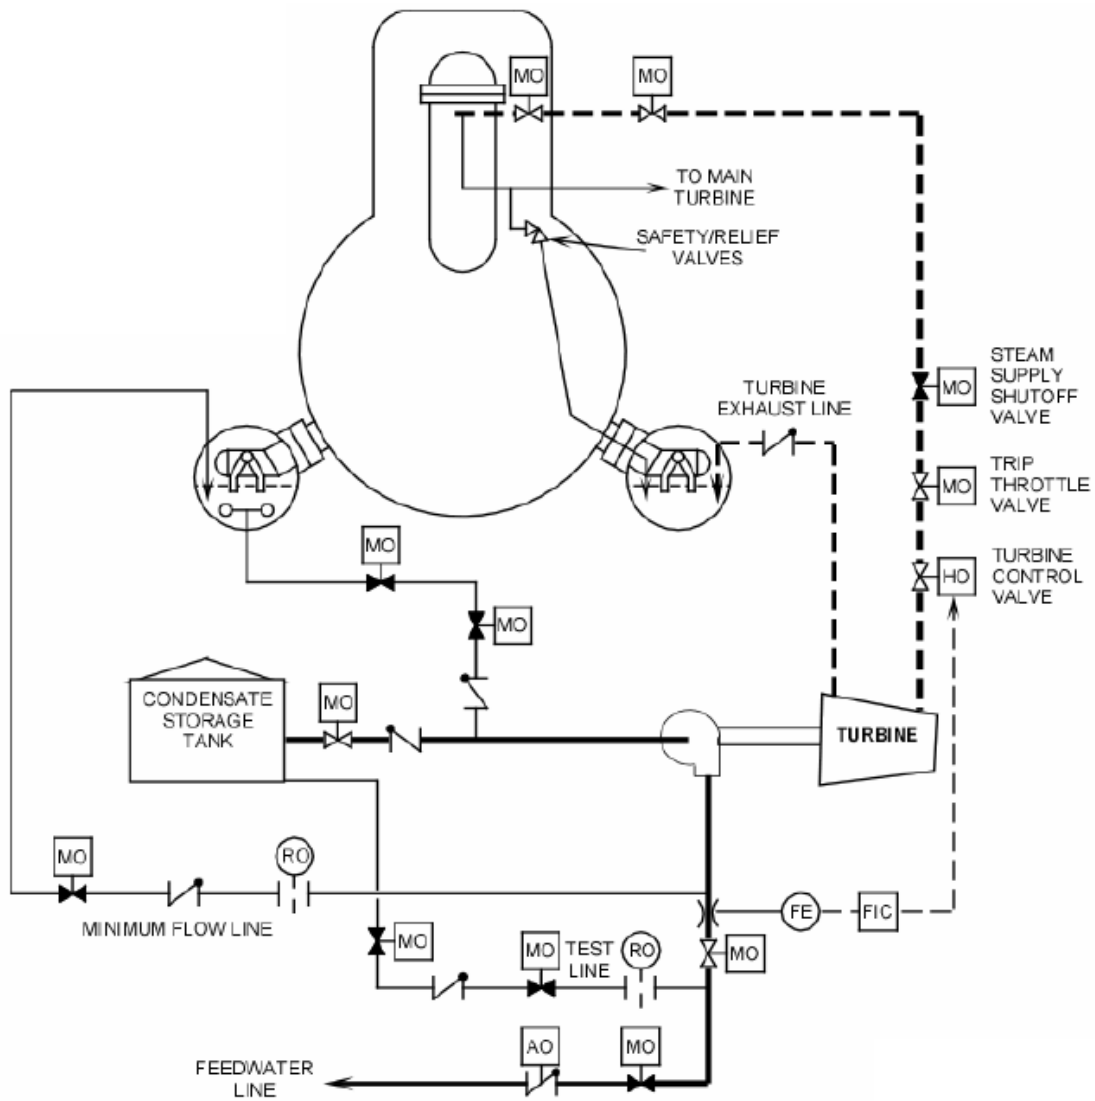 MO
MO
TO MAIN
TURBINE
SAFETY/RELIEF
VALVES
STEAM
SUPPLY
SHUTOFF
VALVE
MO
TURBINE
EXHAUST LINE
TRIP
THROTTLE
VALVE
MO
MO
TURBINE
CONTROL
VALVE
HO
MO
CONDENSATE
STORAGE
TANK
MO
TURBINE
MO
RO
MINIMUM FLOW LINE
FE
FIC
MO
MO
TEST
LINE
RO
MO
AO
MO
FEEDWATER
LINE